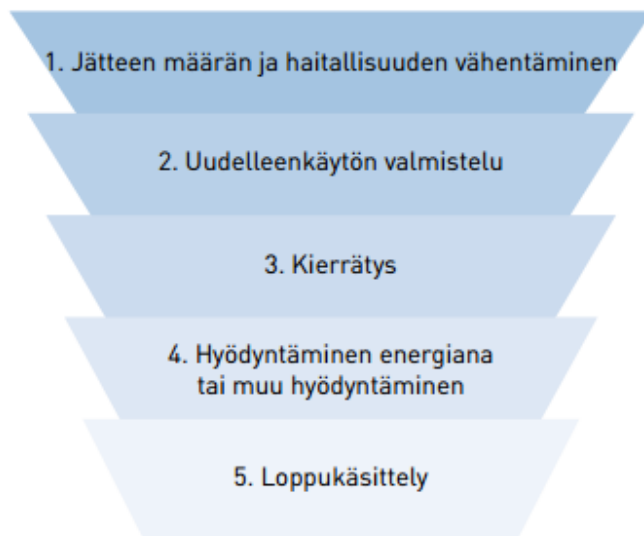 1. Jätteen määrän ja haitallisuuden vähentäminen
2. Uudelleenkäytön valmistelu
3. Kierrätys
4. Hyödyntäminen energiana
tai muu hyödyntäminen
5. Loppukäsittely